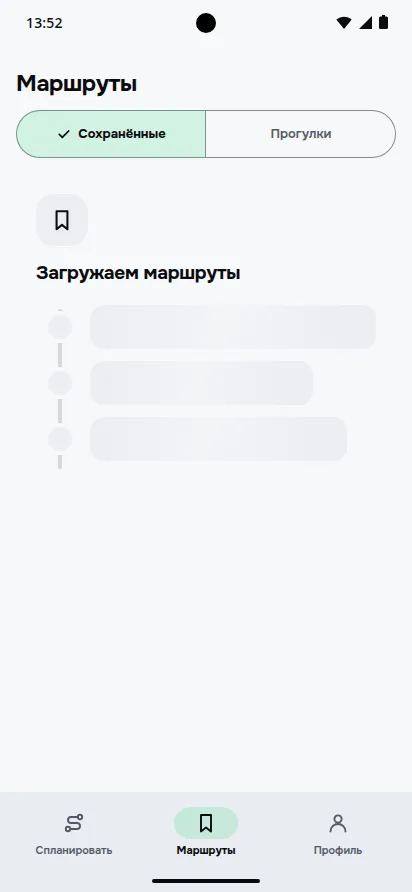 13:52
Маршруты
Сохранённые
Прогулки
Загружаем маршруты
Спланировать
Маршруты
Профиль